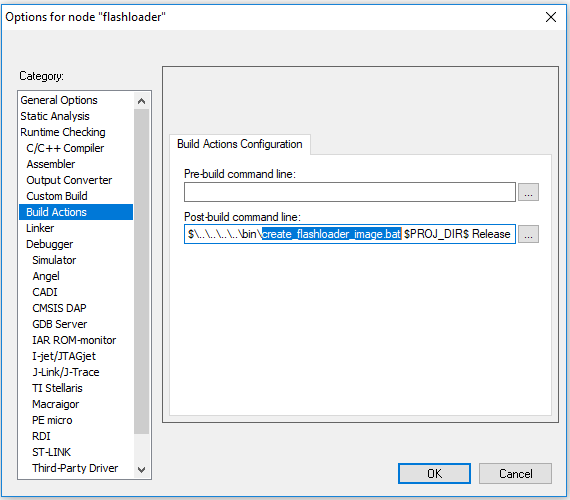 Options for node "flashloader"
Category:
General Options
Static Analysis
Runtime Checking
C/C++ Compiler
Assembler
Output Converter
Custom Build
Build Actions
Linker
Debugger
Simulator
Angel
CADI
CMSIS DAP
GDB Server
IAR ROM-monitor
I-jet/JTAGjet
J-Link/J-Trace
TI Stellaris
Macraigor
PE micro
RDI
ST-LINK
Third-Party Driver
Build Actions Configuration
Pre-build command line:
...
Post-build command line:
$\..\..\..\..\bin\create_flashloader_image.bat $PROJ_DIR$ Release
...
OK
Cancel